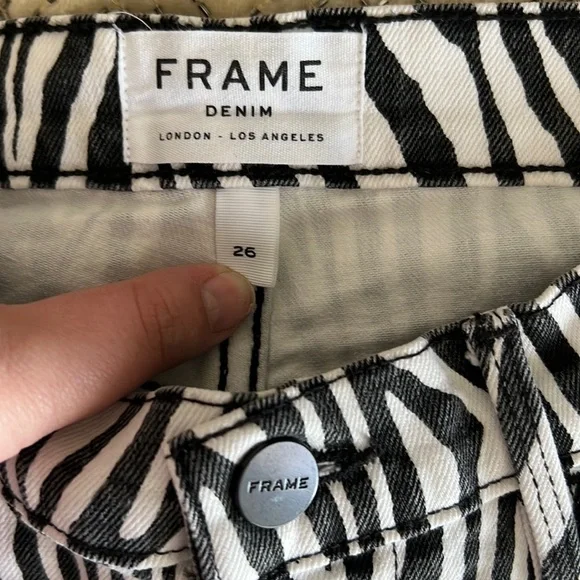 FRAME
DENIM
LONDON - LOS ANGELES
26
FRAME